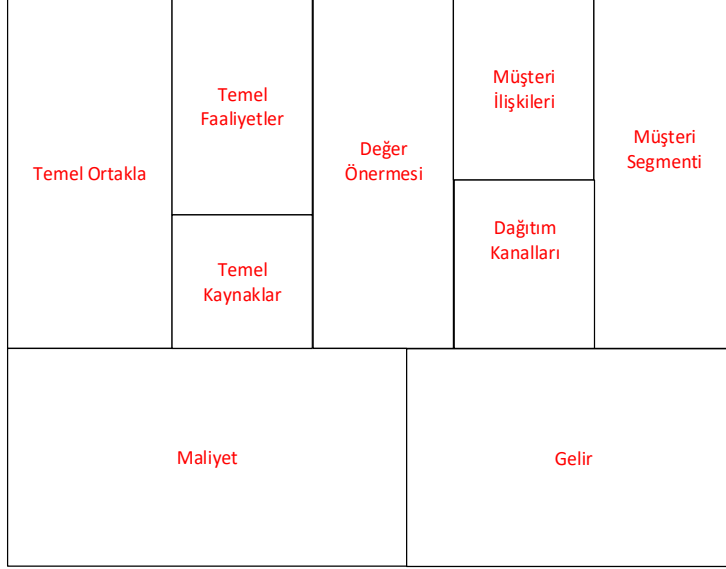 Temel Ortakla
Temel
Faaliyetler
Temel
Kaynaklar
Değer
Önermesi
Müşteri
İlişkileri
Dağıtım
Kanalları
Müşteri
Segmenti
Maliyet
Gelir